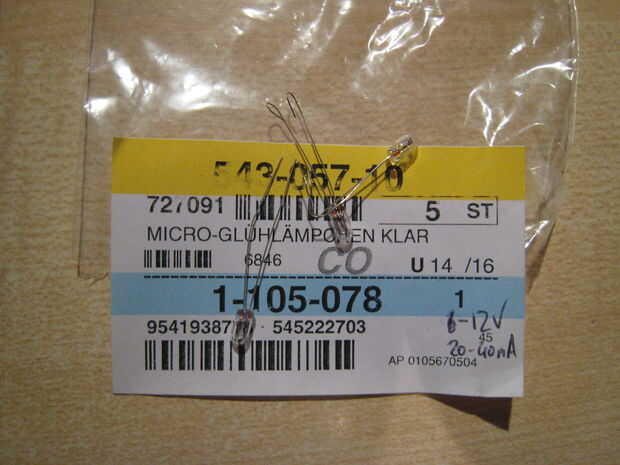 543-057-10
727091 5 ST
MICRO-GLÜHLÄMPCHEN KLAR
6846 CO U 14 /16
1-105-078 1
6-12V
95419387 · 545222703 45
20-40mA
AP 0105670504